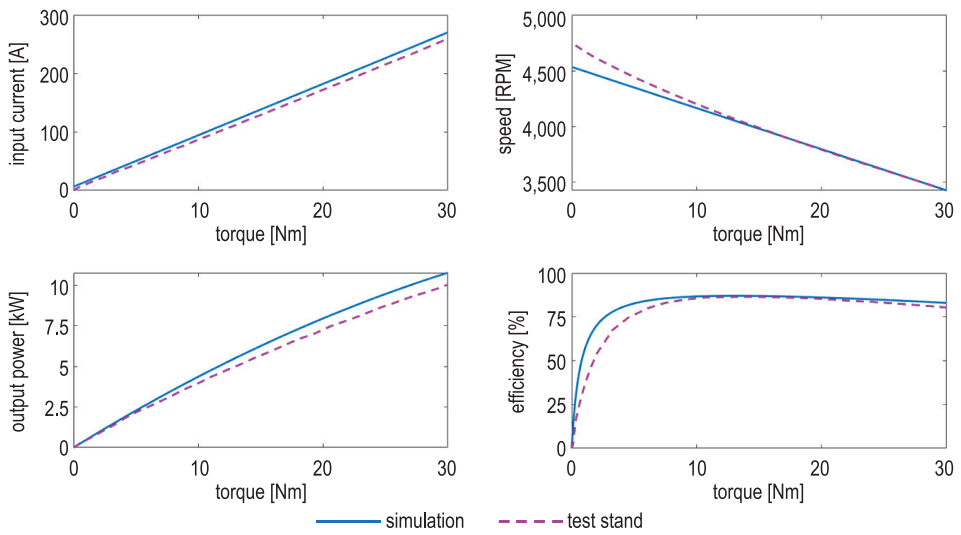 input current [A]
300
200
100
0
0 10 20 30
torque [Nm]
speed [RPM]
5,000
4,500
4,000
3,500
0 10 20 30
torque [Nm]
output power [kW]
10
7.5
5
2.5
0
0 10 20 30
torque [Nm]
efficiency [%]
100
75
50
25
0
0 10 20 30
torque [Nm]
simulation
test stand